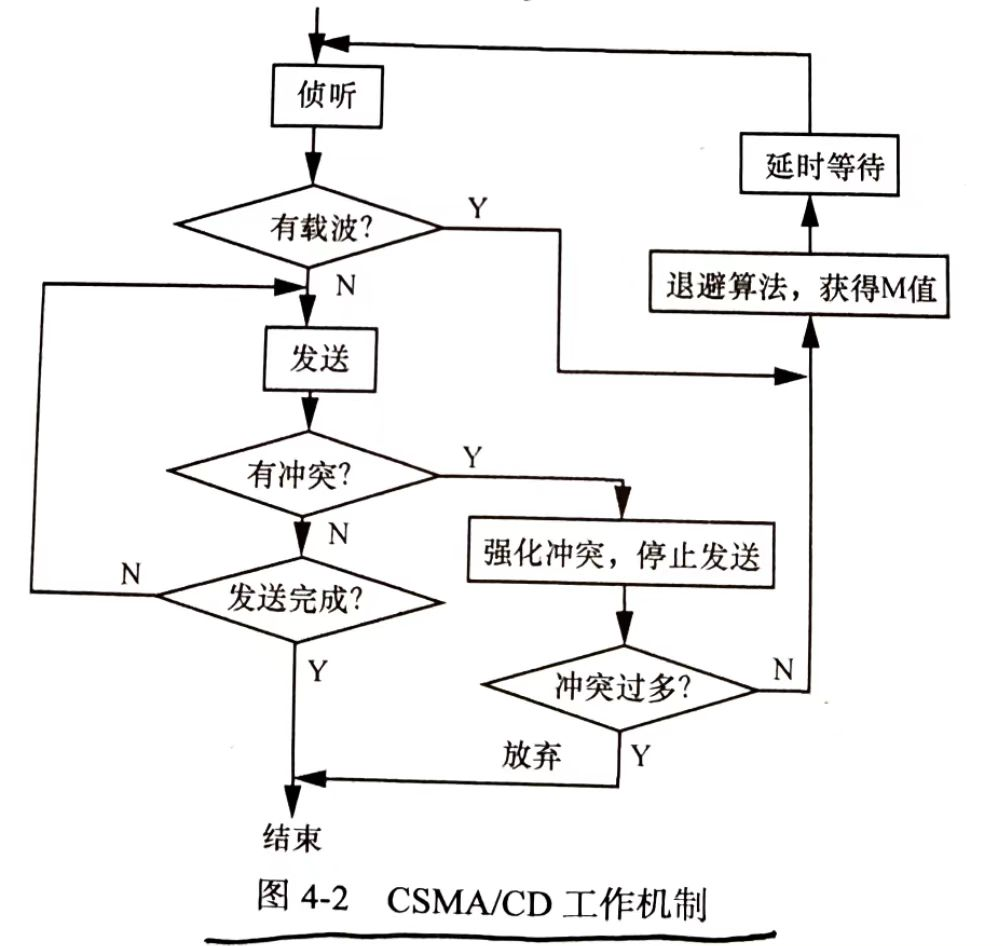 侦听
延时等待
有载波?
Y
退避算法，获得M值
N
发送
有冲突?
Y
N
强化冲突，停止发送
N
发送完成?
Y
冲突过多?
N
放弃
Y
结束
图 4-2 CSMA/CD 工作机制